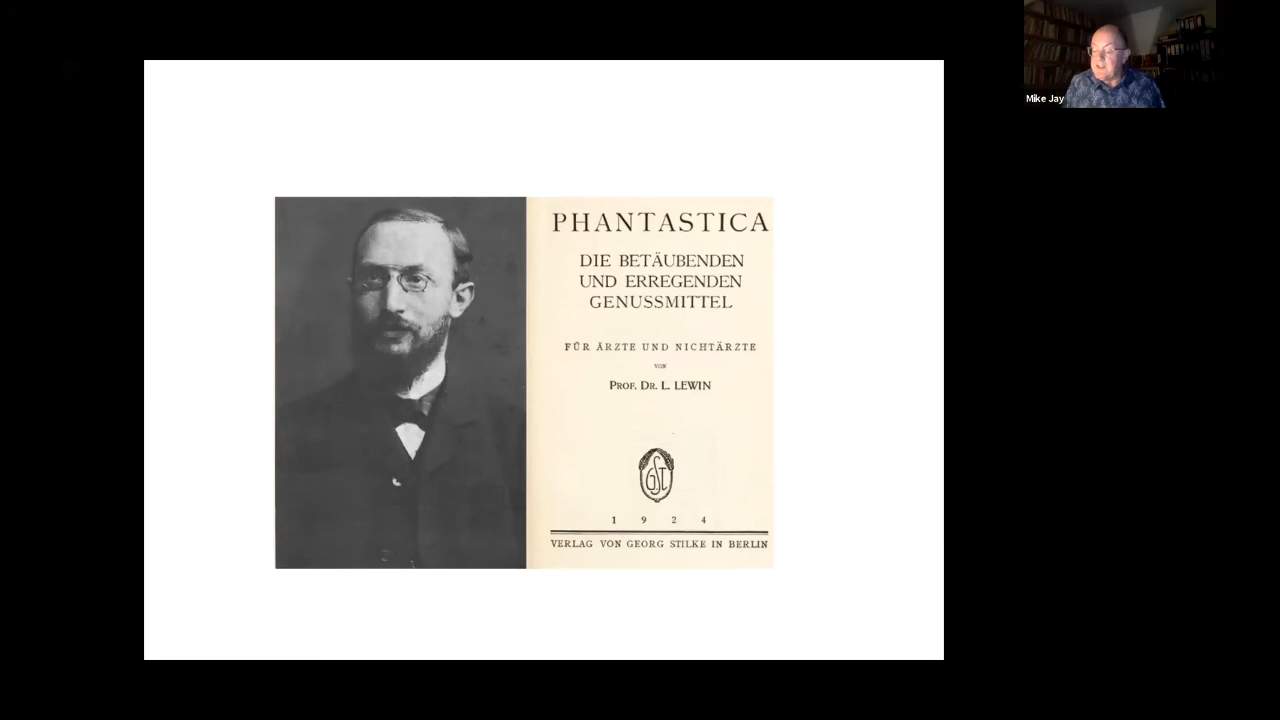 PHANTASTICA
DIE BETÄUBENDEN
UND ERREGENDEN
GENUSSMITTEL
FÜR ÄRZTE UND NICHTÄRZTE
VON
PROF. DR. L. LEWIN
GST
1 9 2 4
VERLAG VON GEORG STILKE IN BERLIN
Mike Jay